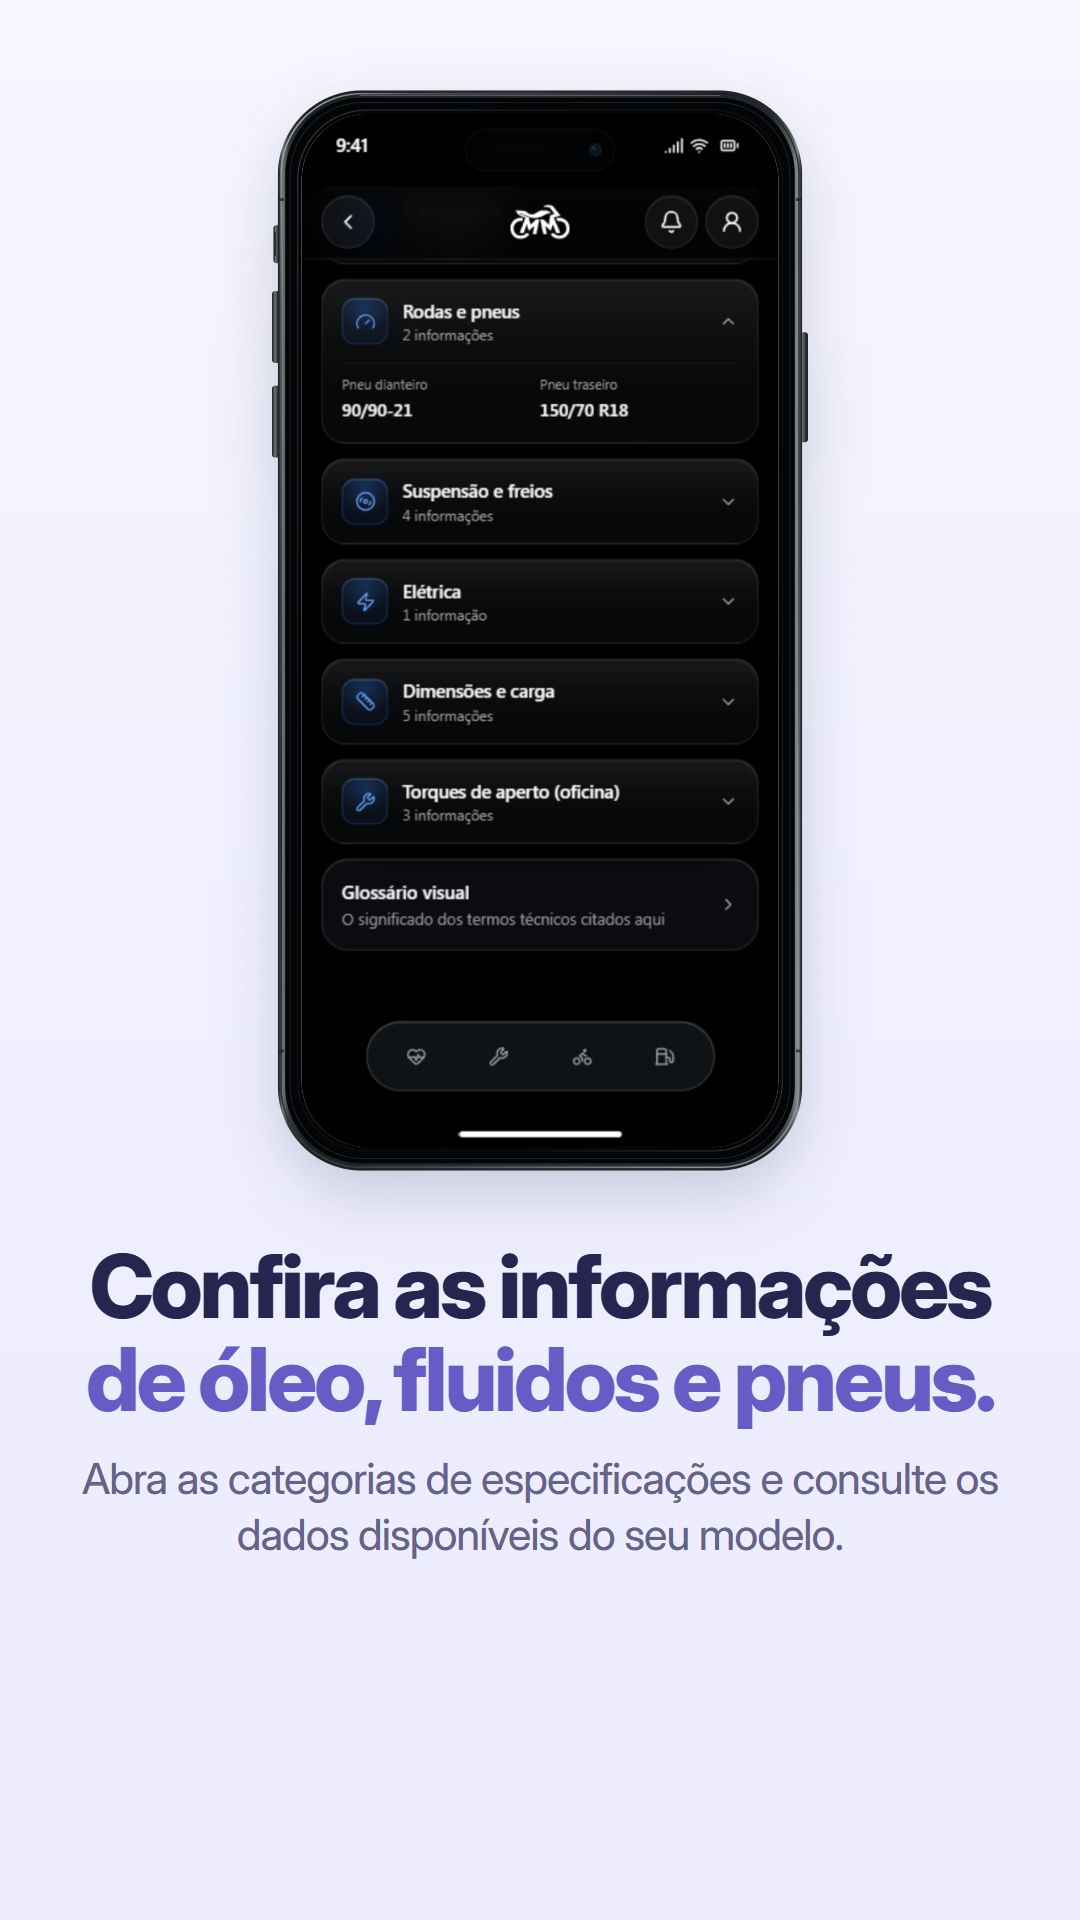 9:41
Transmissão
MM
Rodas e pneus
2 informações
Pneu dianteiro
Pneu traseiro
90/90-21
150/70 R18
Suspensão e freios
4 informações
Elétrica
1 informação
Dimensões e carga
5 informações
Torques de aperto (oficina)
3 informações
Glossário visual
O significado dos termos técnicos citados aqui
Confira as informações
de óleo, fluidos e pneus.
Abra as categorias de especificações e consulte os
dados disponíveis do seu modelo.